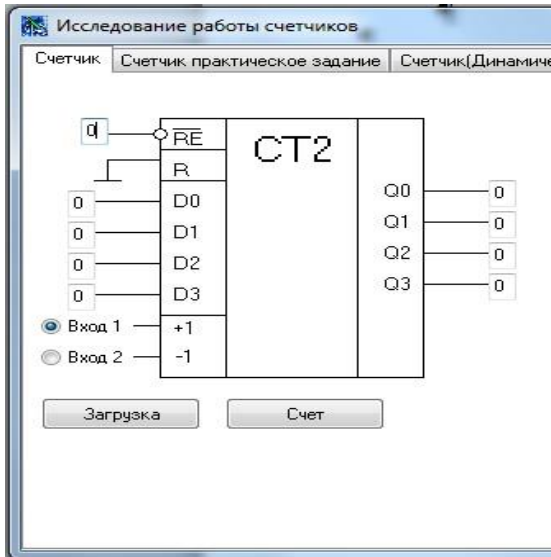 Исследование работы счетчиков
Счетчик Счетчик практическое задание Счетчик(Динамиче
0 RE CT2
R
0 D0 Q0 0
0 D1 Q1 0
0 D2 Q2 0
0 D3 Q3 0
Вход 1 +1
Вход 2 -1
Загрузка Счет